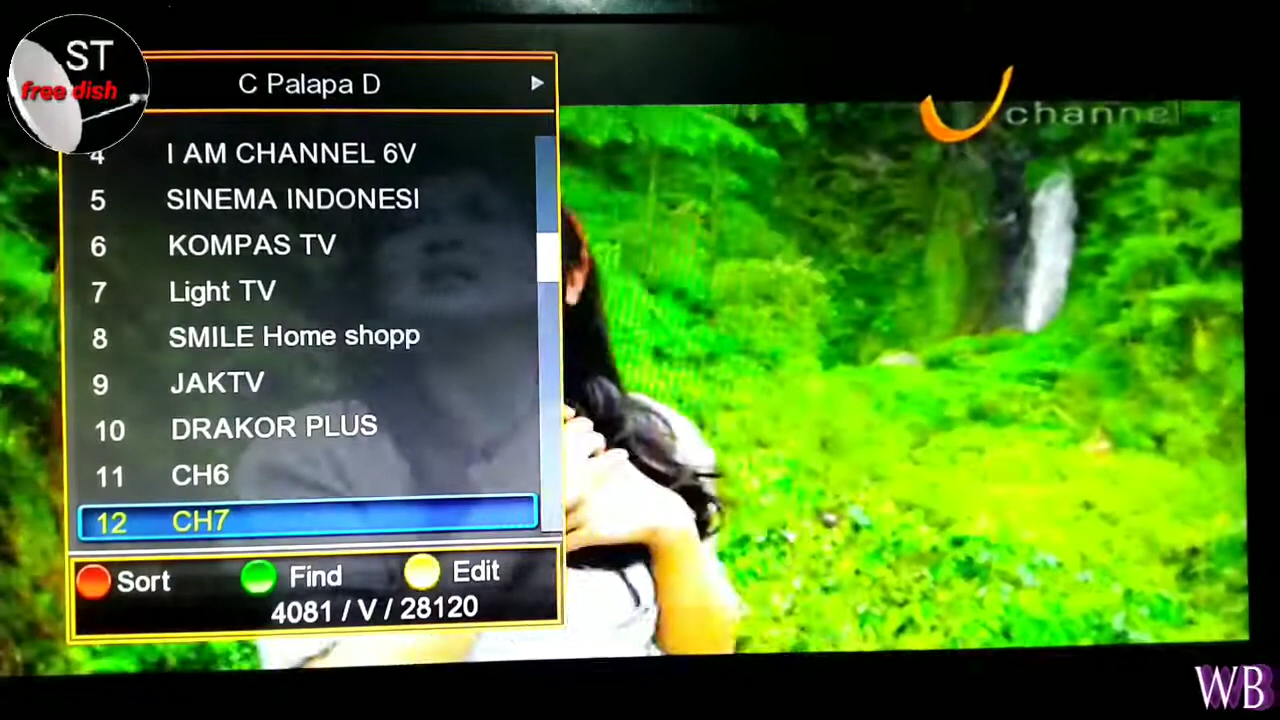 ST
free dish
C Palapa D
4 I AM CHANNEL 6V
5 SINEMA INDONESI
6 KOMPAS TV
7 Light TV
8 SMILE Home shopp
9 JAKTV
10 DRAKOR PLUS
11 CH6
12 CH7
Sort Find Edit
4081 / V / 28120
channel
WB